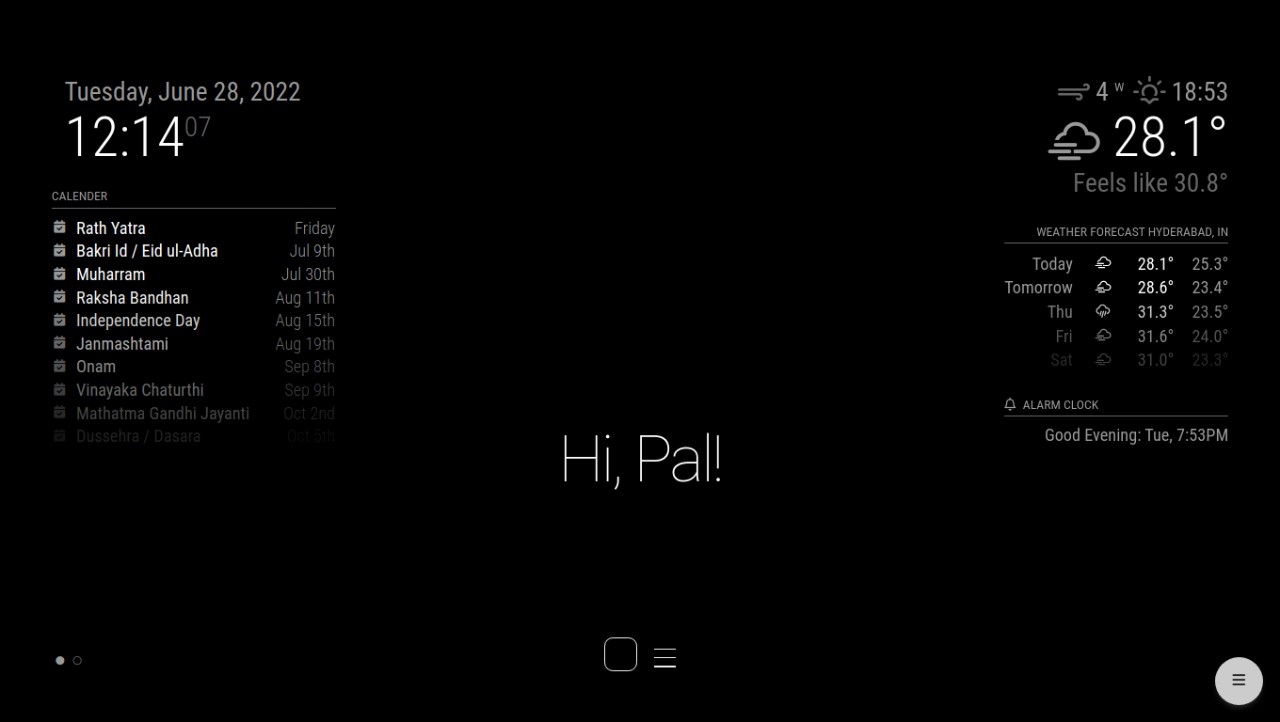 Tuesday, June 28, 2022
12:14 07
CALENDER
Rath Yatra Friday
Bakri Id / Eid ul-Adha Jul 9th
Muharram Jul 30th
Raksha Bandhan Aug 11th
Independence Day Aug 15th
Janmashtami Aug 19th
Onam Sep 8th
Vinayaka Chaturthi Sep 9th
Mathatma Gandhi Jayanti Oct 2nd
Dussehra / Dasara Oct 5th
4 W 18:53
28.1°
Feels like 30.8°
WEATHER FORECAST HYDERABAD, IN
Today 28.1° 25.3°
Tomorrow 28.6° 23.4°
Thu 31.3° 23.5°
Fri 31.6° 24.0°
Sat 31.0° 23.3°
ALARM CLOCK
Good Evening: Tue, 7:53PM
Hi, Pal!